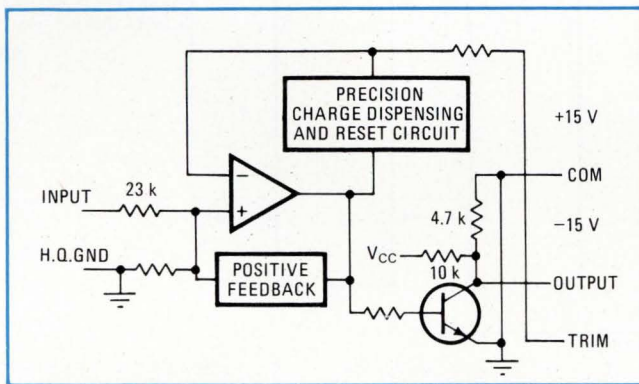 PRECISION
CHARGE DISPENSING
AND RESET CIRCUIT
+15 V
INPUT
23 k
−
+
COM
4.7 k
−15 V
H.Q.GND
POSITIVE
FEEDBACK
VCC
10 k
OUTPUT
TRIM